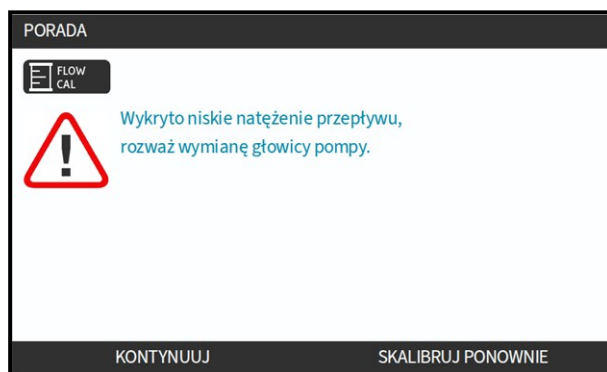 PORADA
FLOW
CAL
Wykryto niskie natężenie przepływu,
rozważ wymianę głowicy pompy.
KONTYNUUJ SKALIBRUJ PONOWNIE